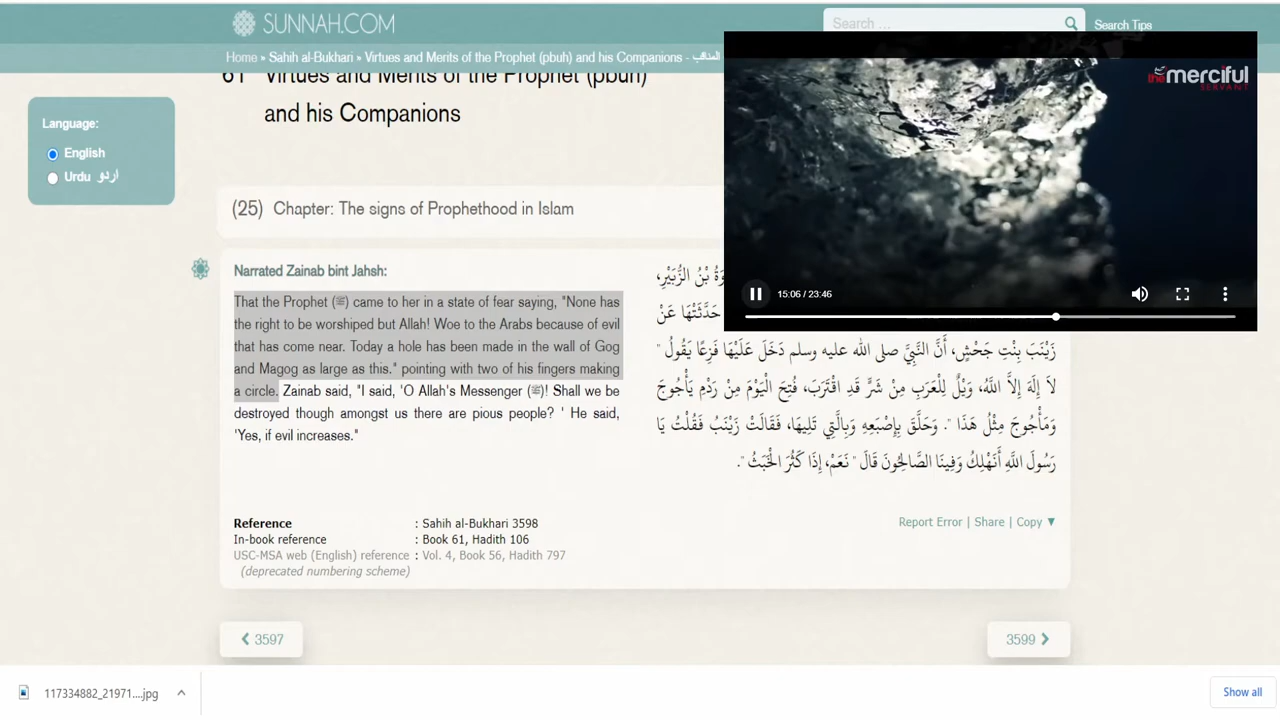 SUNNAH.COM
Search ...
Search Tips
Home » Sahih al-Bukhari » Virtues and Merits of the Prophet (pbuh) and his Companions - المناقب
61 Virtues and Merits of the Prophet (pbuh)
and his Companions
Language:
English
Urdu اردو
the merciful
SERVANT
15:06 / 23:46
(25) Chapter: The signs of Prophethood in Islam
Narrated Zainab bint Jahsh:
That the Prophet (ﷺ) came to her in a state of fear saying, "None has
the right to be worshiped but Allah! Woe to the Arabs because of evil
that has come near. Today a hole has been made in the wall of Gog
and Magog as large as this." pointing with two of his fingers making
a circle. Zainab said, "I said, 'O Allah's Messenger (ﷺ)! Shall we be
destroyed though amongst us there are pious people? ' He said,
'Yes, if evil increases."
بْنُ الزُّبَيْرِ،
حَدَّثَتْهَا عَنْ
زَيْنَبَ بِنْتِ جَحْشٍ، أَنَّ النَّبِيَّ صلى الله عليه وسلم دَخَلَ عَلَيْهَا فَزِعًا يَقُولُ "
لاَ إِلَهَ إِلاَّ اللَّهُ، وَيْلٌ لِلْعَرَبِ مِنْ شَرٍّ قَدِ اقْتَرَبَ، فُتِحَ الْيَوْمَ مِنْ رَدْمِ يَأْجُوجَ
وَمَأْجُوجَ مِثْلُ هَذَا ". وَحَلَّقَ بِإِصْبَعِهِ وَبِالَّتِي تَلِيهَا، فَقَالَتْ زَيْنَبُ فَقُلْتُ يَا
رَسُولَ اللَّهِ أَنَهْلِكُ وَفِينَا الصَّالِحُونَ قَالَ " نَعَمْ، إِذَا كَثُرَ الْخَبَثُ ".
Reference : Sahih al-Bukhari 3598
In-book reference : Book 61, Hadith 106
USC-MSA web (English) reference : Vol. 4, Book 56, Hadith 797
(deprecated numbering scheme)
Report Error | Share | Copy ▼
3597
3599
117334882_21971....jpg
Show all